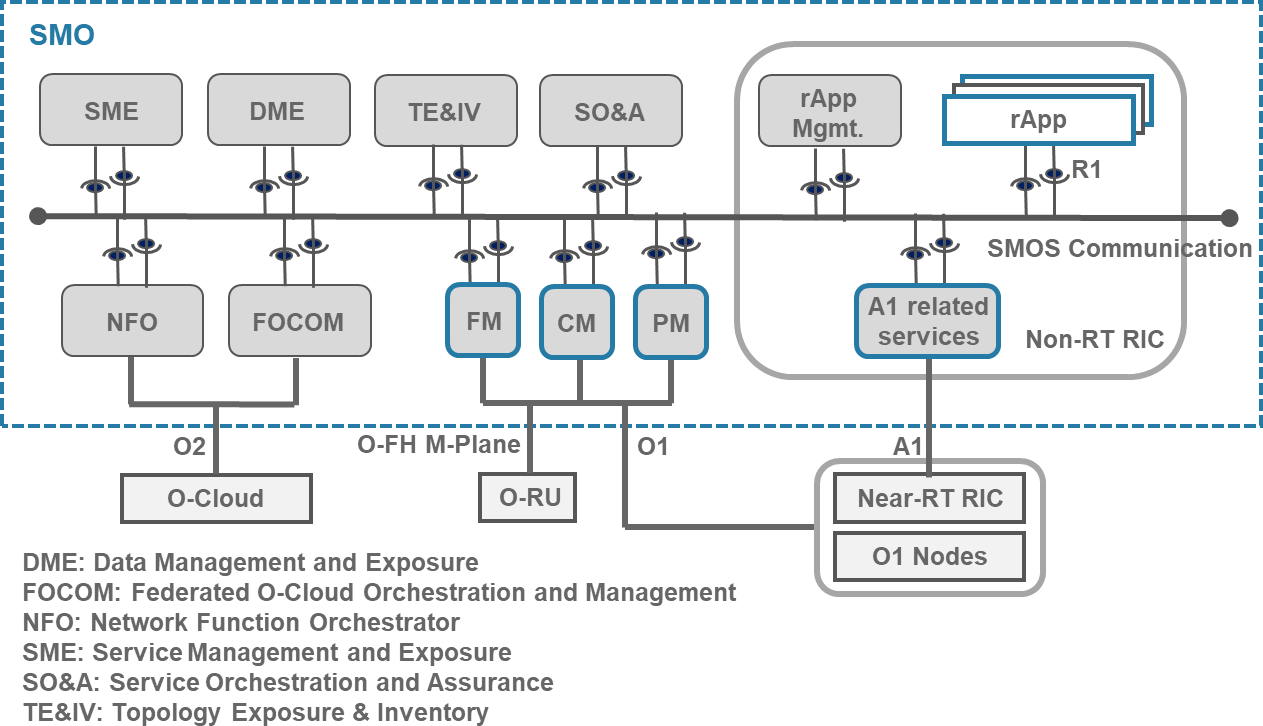 SMO
SME
DME
TE&IV
SO&A
rApp
Mgmt.
rApp
R1
SMOS Communication
NFO
FOCOM
FM
CM
PM
A1 related
services
Non-RT RIC
O2
O-FH M-Plane
O1
A1
O-Cloud
O-RU
Near-RT RIC
O1 Nodes
DME: Data Management and Exposure
FOCOM: Federated O-Cloud Orchestration and Management
NFO: Network Function Orchestrator
SME: Service Management and Exposure
SO&A: Service Orchestration and Assurance
TE&IV: Topology Exposure & Inventory